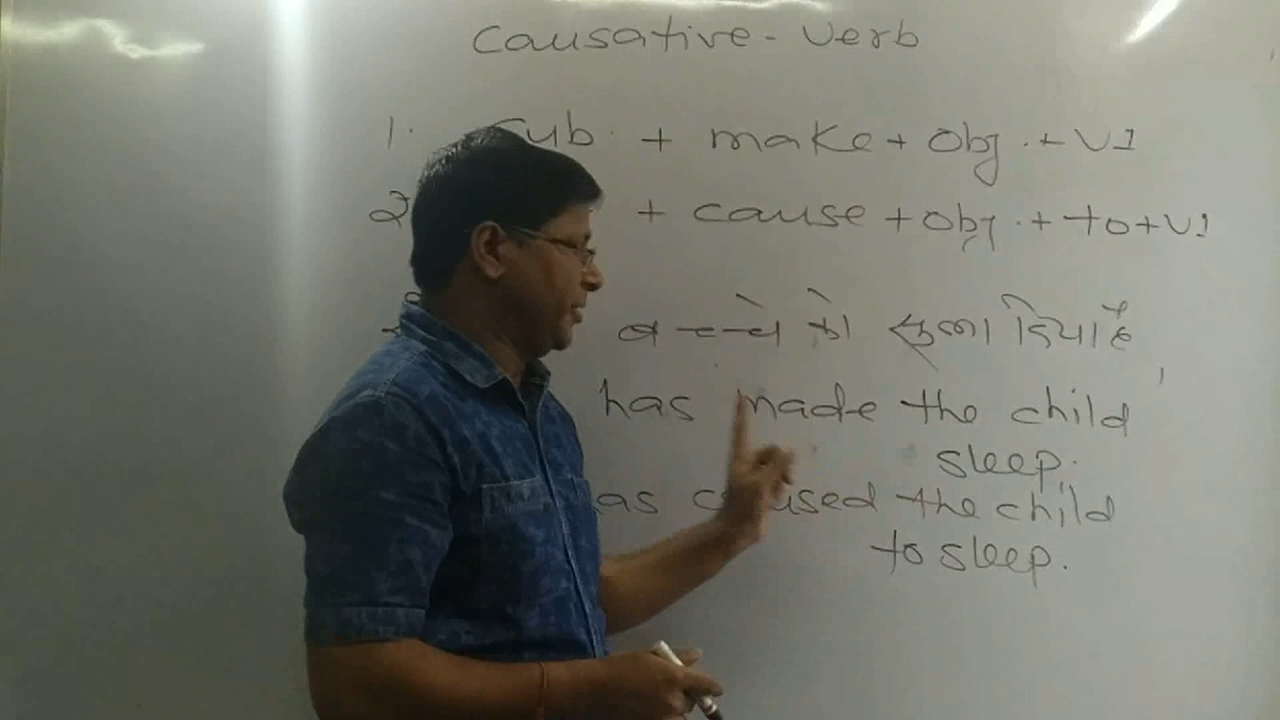 Causative - Verb
1. Sub. + make + obj. + V1
2 + cause + obj. + to + V1
बच्चे को सुला दिया है
has made the child
sleep.
has caused the child
to sleep.